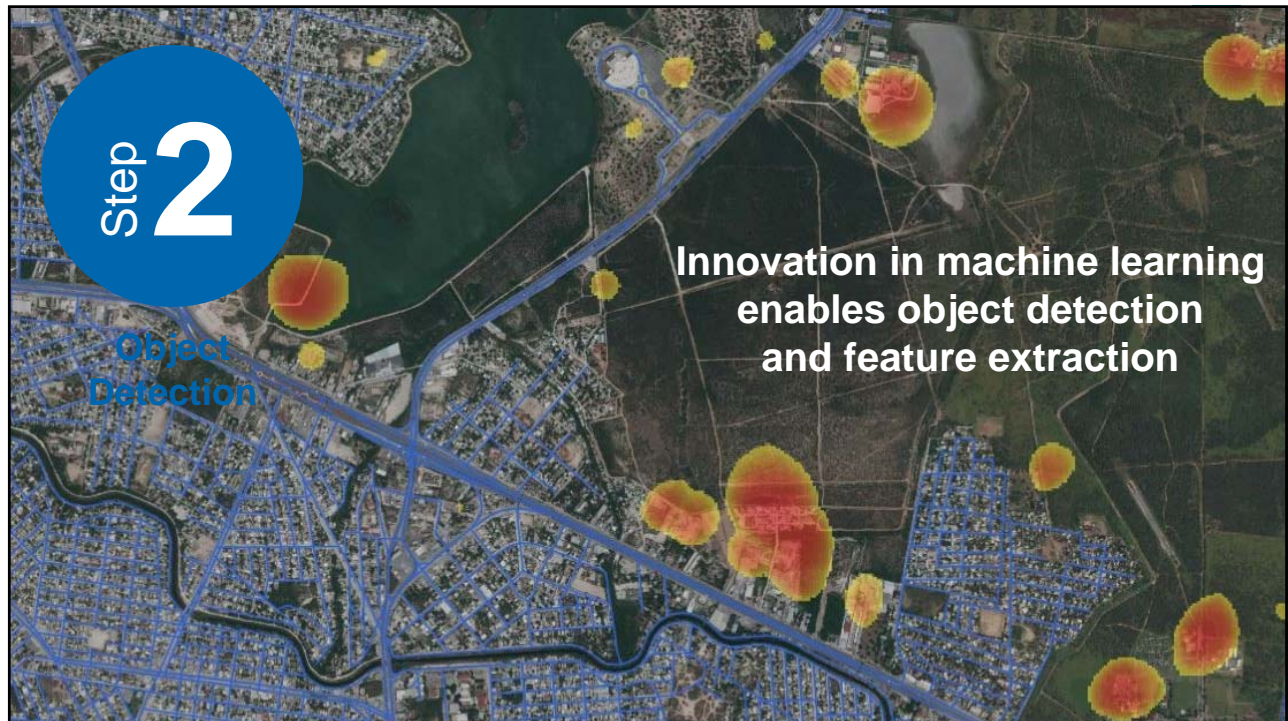 Step 2
Object
Detection
Innovation in machine learning
enables object detection
and feature extraction